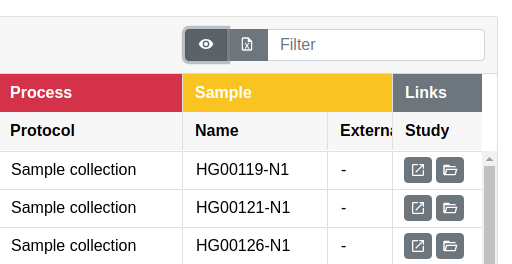 Filter
Process Sample Links
Protocol Name Externa Study
Sample collection HG00119-N1 -
Sample collection HG00121-N1 -
Sample collection HG00126-N1 -